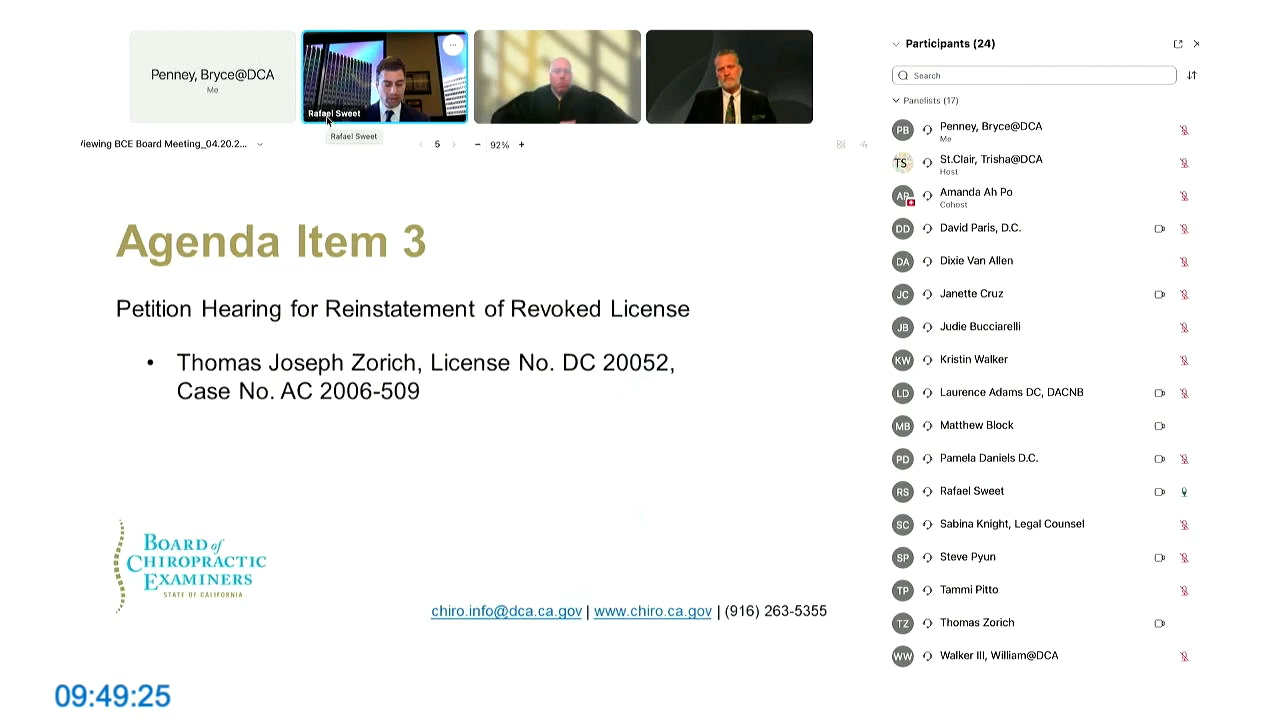 Penney, Bryce@DCA
Me
Rafael Sweet
Rafael Sweet
Participants (24)
Search
Panelists (17)
iewing BCE Board Meeting_04.20.2...
5
92%
Agenda Item 3
Petition Hearing for Reinstatement of Revoked License
• Thomas Joseph Zorich, License No. DC 20052,
Case No. AC 2006-509
BOARD of
CHIROPRACTIC
EXAMINERS
STATE OF CALIFORNIA
chiro.info@dca.ca.gov | www.chiro.ca.gov | (916) 263-5355
09:49:25
PB Penney, Bryce@DCA
Me
TS St.Clair, Trisha@DCA
Host
AP Amanda Ah Po
Cohost
DD David Paris, D.C.
DA Dixie Van Allen
JC Janette Cruz
JB Judie Bucciarelli
KW Kristin Walker
LD Laurence Adams DC, DACNB
MB Matthew Block
PD Pamela Daniels D.C.
RS Rafael Sweet
SC Sabina Knight, Legal Counsel
SP Steve Pyun
TP Tammi Pitto
TZ Thomas Zorich
WW Walker III, William@DCA